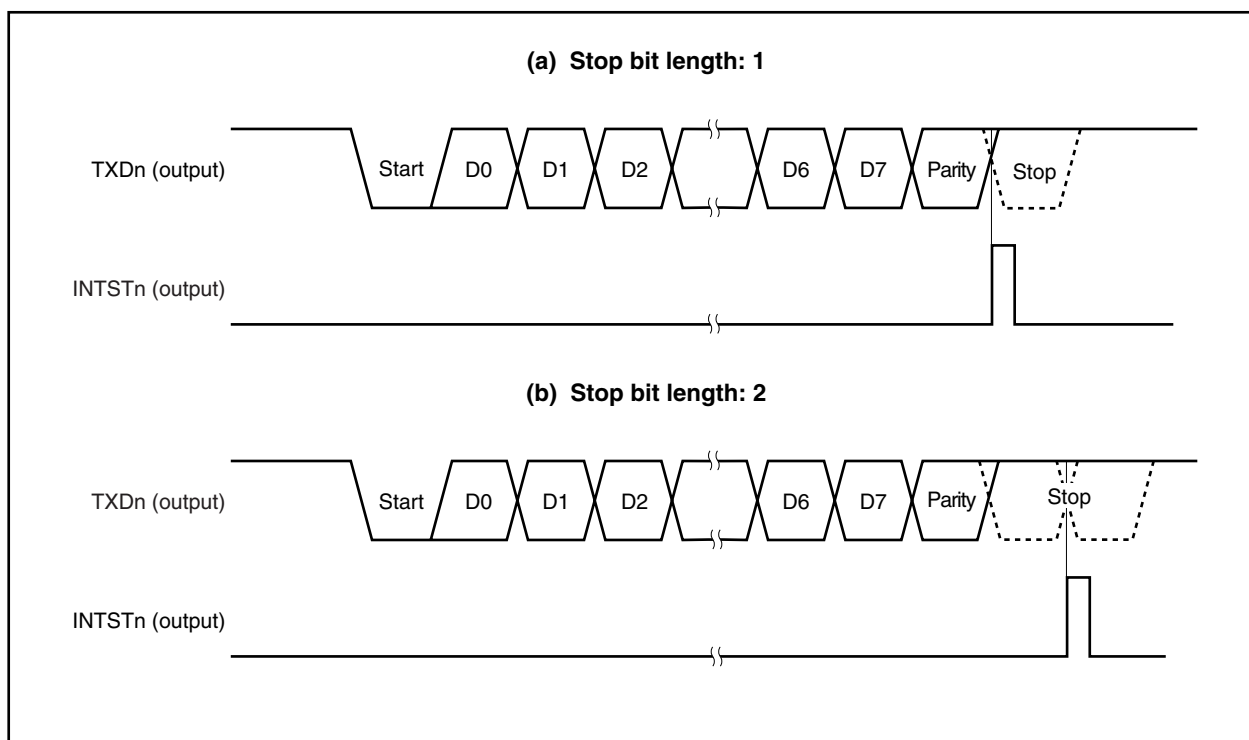 (a) Stop bit length: 1
TXDn (output) Start D0 D1 D2 D6 D7 Parity Stop
INTSTn (output)
(b) Stop bit length: 2
TXDn (output) Start D0 D1 D2 D6 D7 Parity Stop
INTSTn (output)